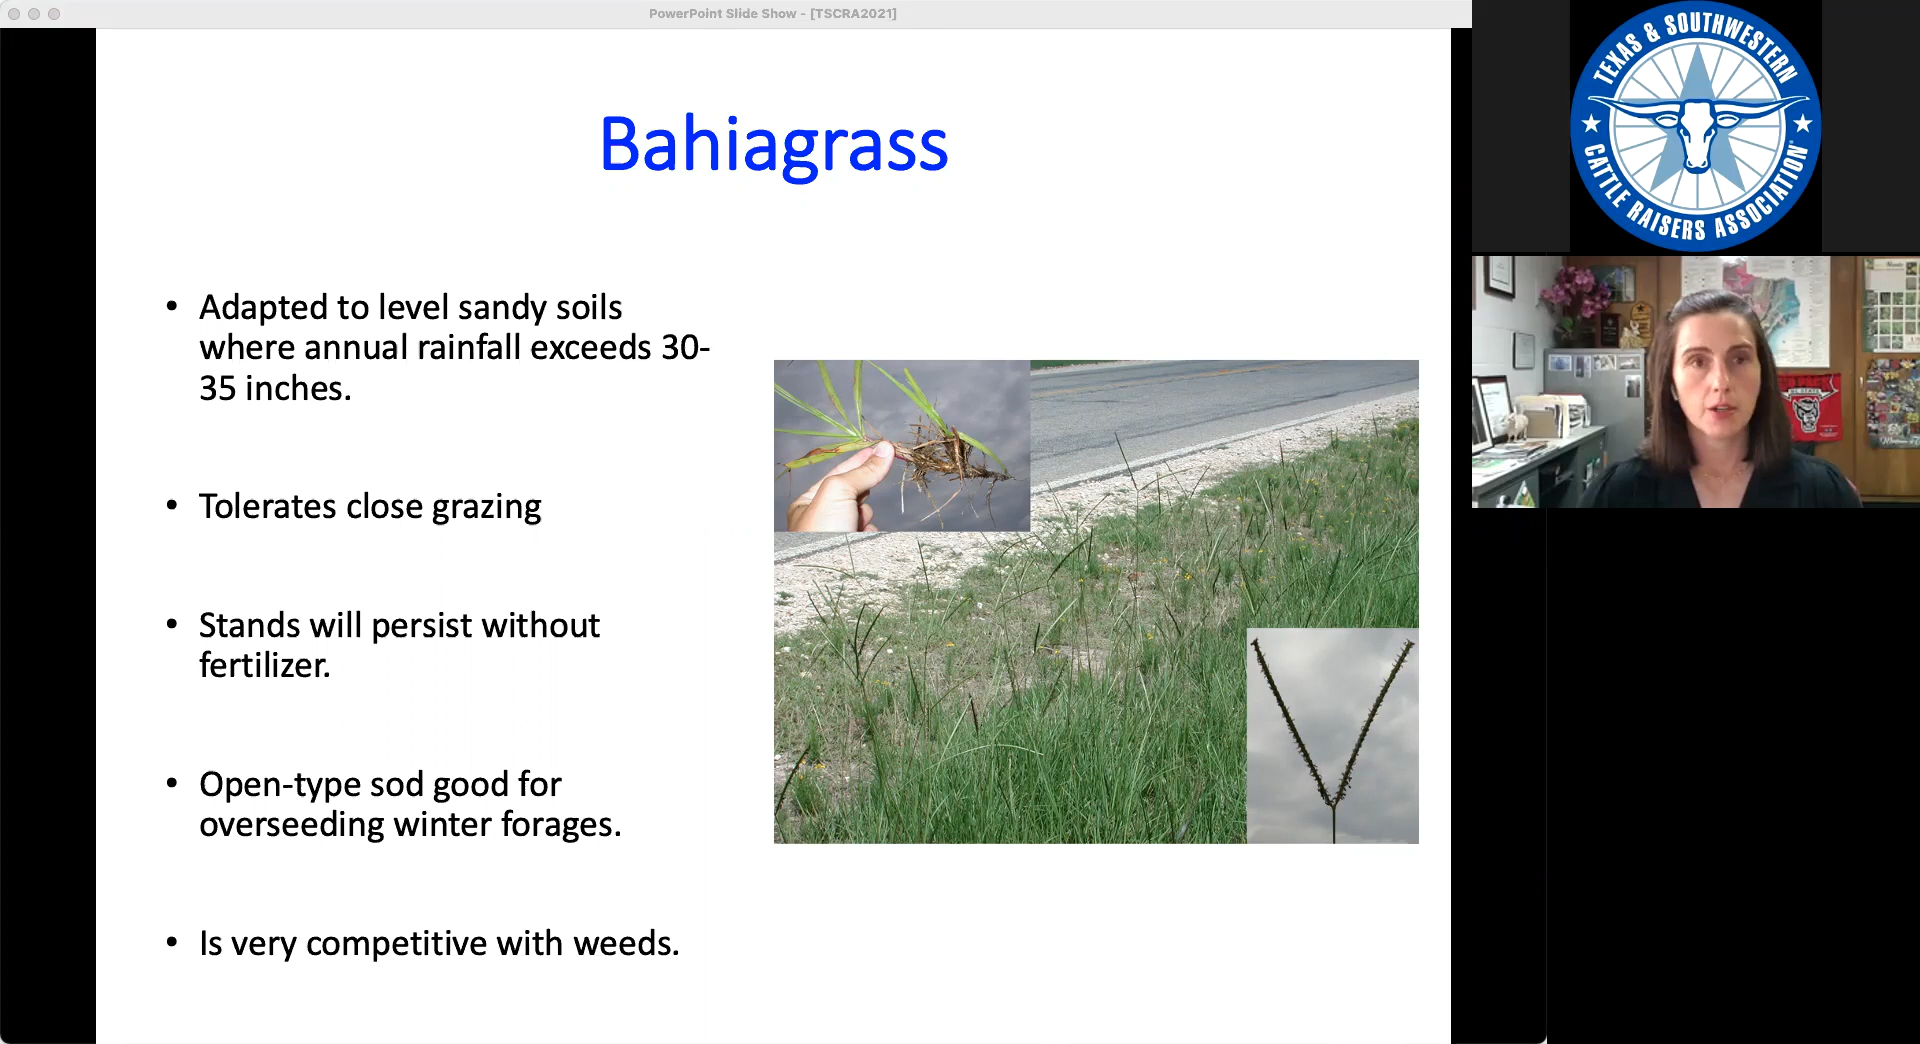 PowerPoint Slide Show - [TSCRA2021]
Bahiagrass
• Adapted to level sandy soils
where annual rainfall exceeds 30-
35 inches.
• Tolerates close grazing
• Stands will persist without
fertilizer.
• Open-type sod good for
overseeding winter forages.
• Is very competitive with weeds.
TEXAS & SOUTHWESTERN
CATTLE RAISERS ASSOCIATION